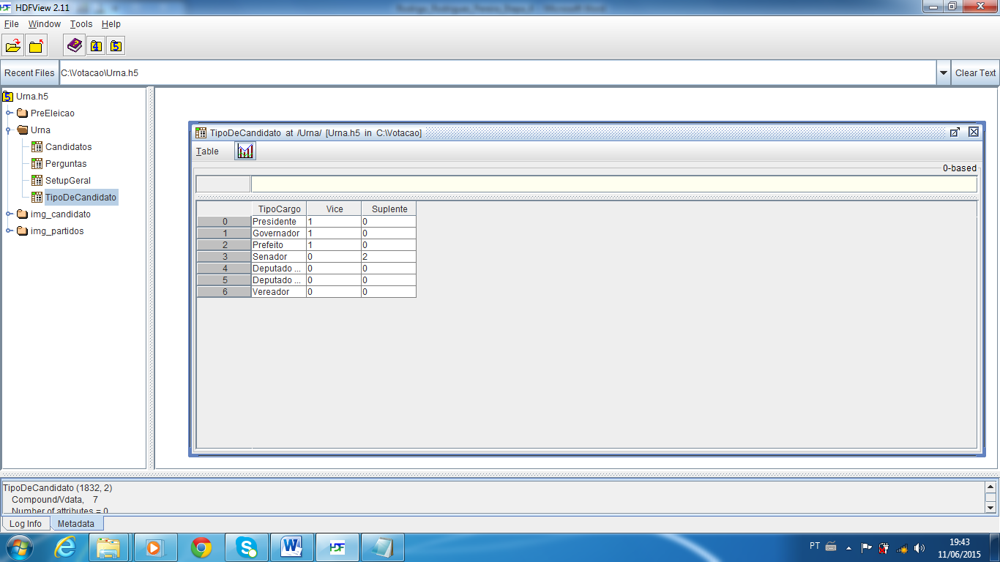 HDFView 2.11
File Window Tools Help
Recent Files C:\Votacao\Urna.h5 Clear Text
Urna.h5
PreEleicao
Urna
Candidatos
Perguntas
SetupGeral
TipoDeCandidato
img_candidato
img_partidos
TipoDeCandidato at /Urna/ [Urna.h5 in C:\Votacao]
Table
0-based
TipoCargo Vice Suplente
0 Presidente 1 0
1 Governador 1 0
2 Prefeito 1 0
3 Senador 0 2
4 Deputado ... 0 0
5 Deputado ... 0 0
6 Vereador 0 0
TipoDeCandidato (1832, 2)
Compound/Vdata, 7
Number of attributes = 0
Log Info Metadata
PT 19:43
11/06/2015